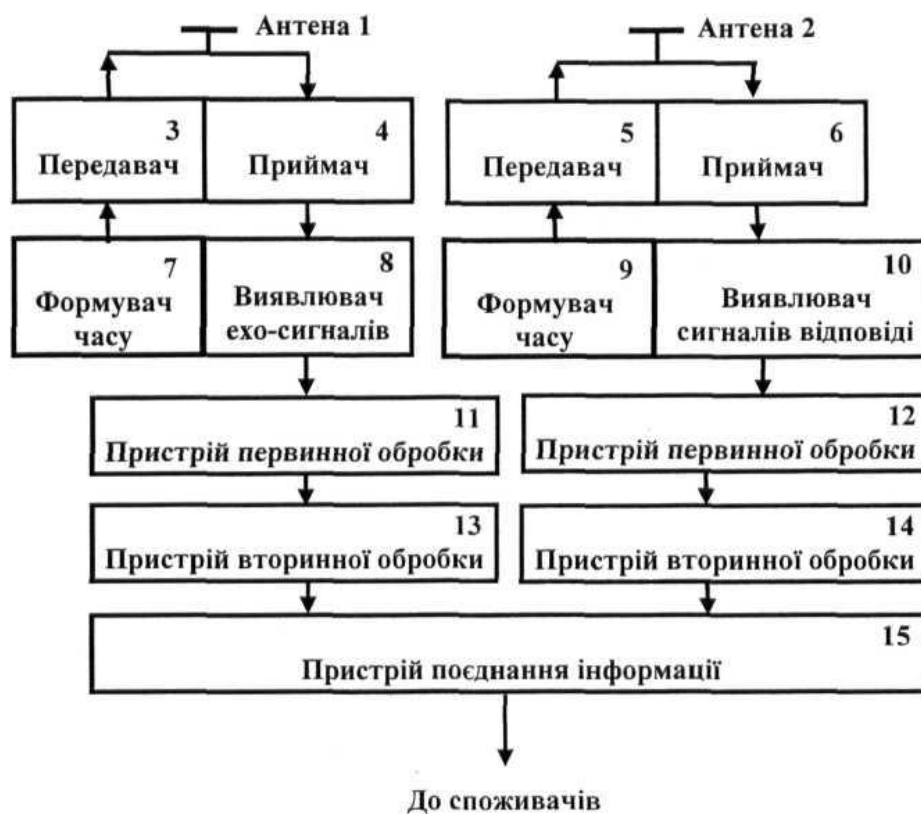 Антена 1
Антена 2
3
Передавач
4
Приймач
5
Передавач
6
Приймач
7
Формувач
часу
8
Виявлювач
ехо-сигналів
9
Формувач
часу
10
Виявлювач
сигналів відповіді
11
Пристрій первинної обробки
12
Пристрій первинної обробки
13
Пристрій вторинної обробки
14
Пристрій вторинної обробки
15
Пристрій поєднання інформації
До споживачів